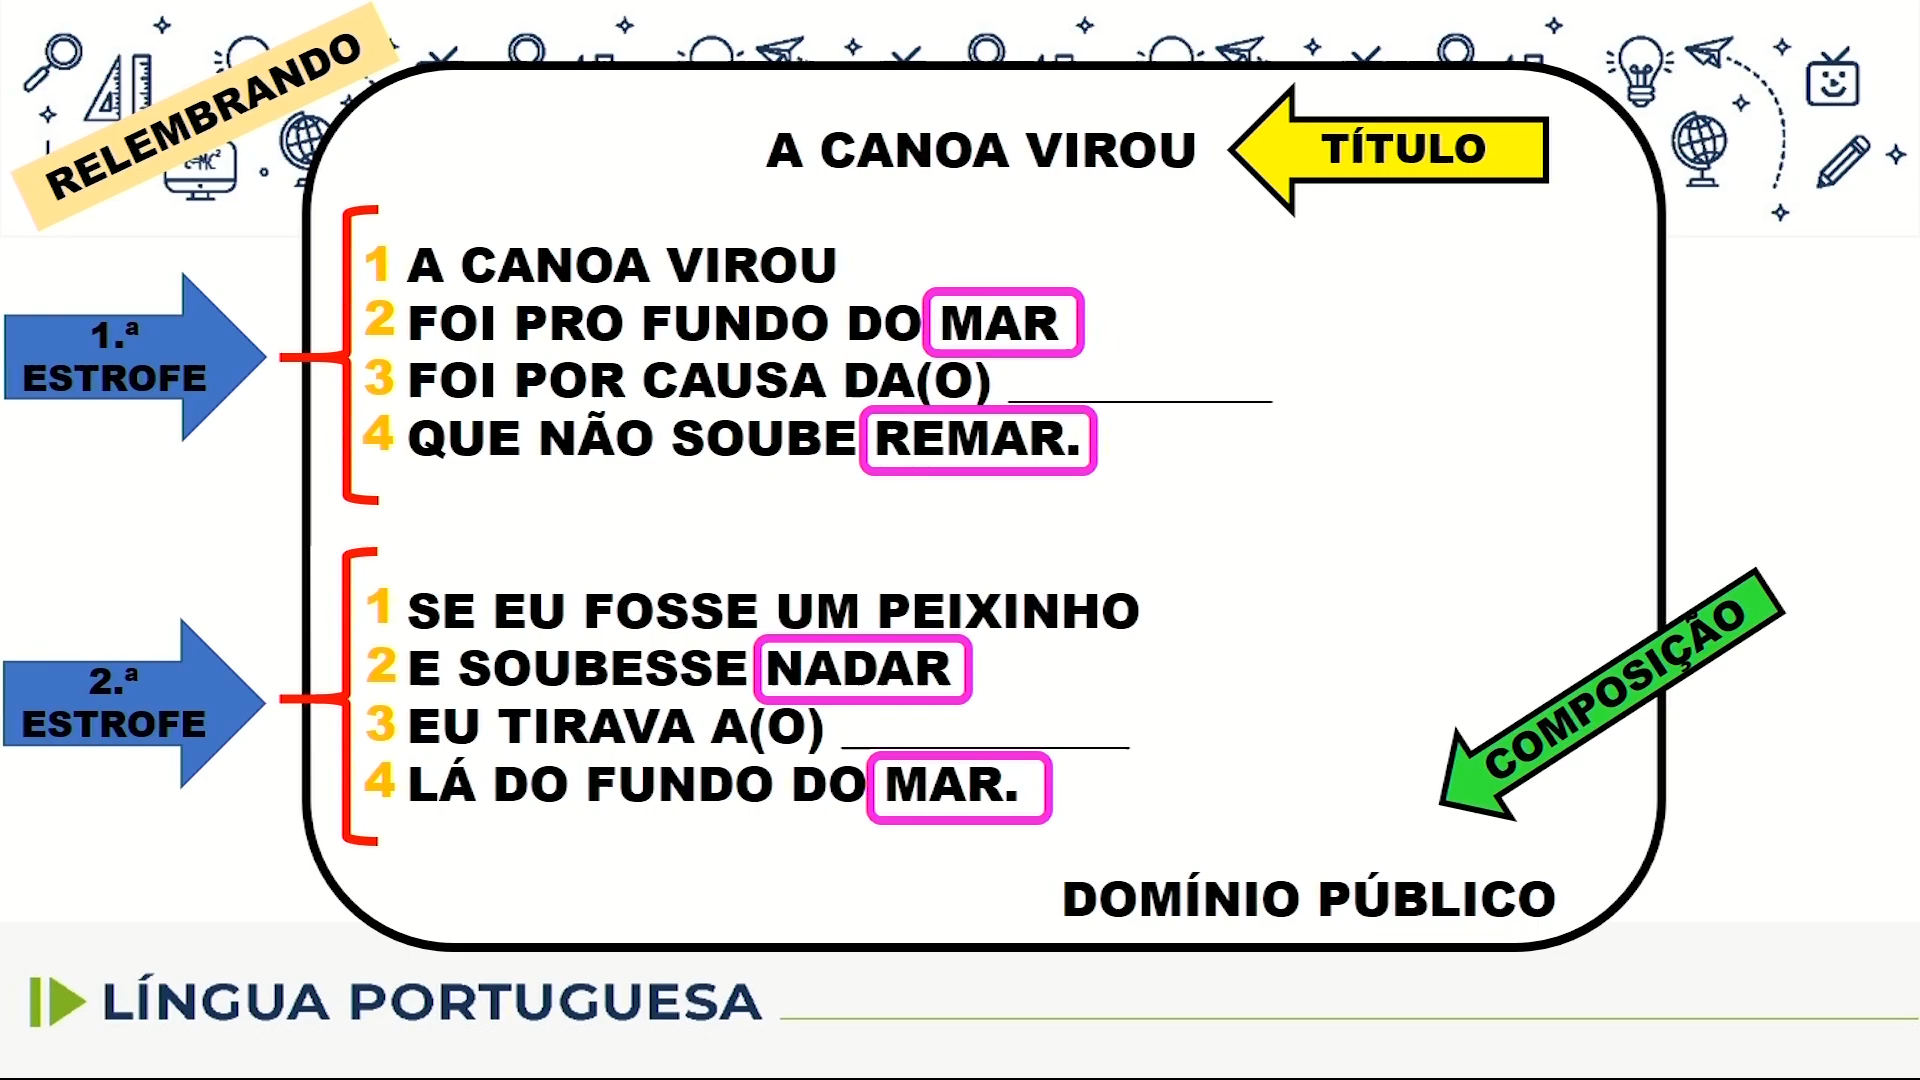 RELEMBRANDO
A CANOA VIROU
TÍTULO
1.ª
ESTROFE
1 A CANOA VIROU
2 FOI PRO FUNDO DO MAR
3 FOI POR CAUSA DA(O) ___________
4 QUE NÃO SOUBE REMAR.
2.ª
ESTROFE
1 SE EU FOSSE UM PEIXINHO
2 E SOUBESSE NADAR
3 EU TIRAVA A(O) ____________
4 LÁ DO FUNDO DO MAR.
COMPOSIÇÃO
DOMÍNIO PÚBLICO
LÍNGUA PORTUGUESA